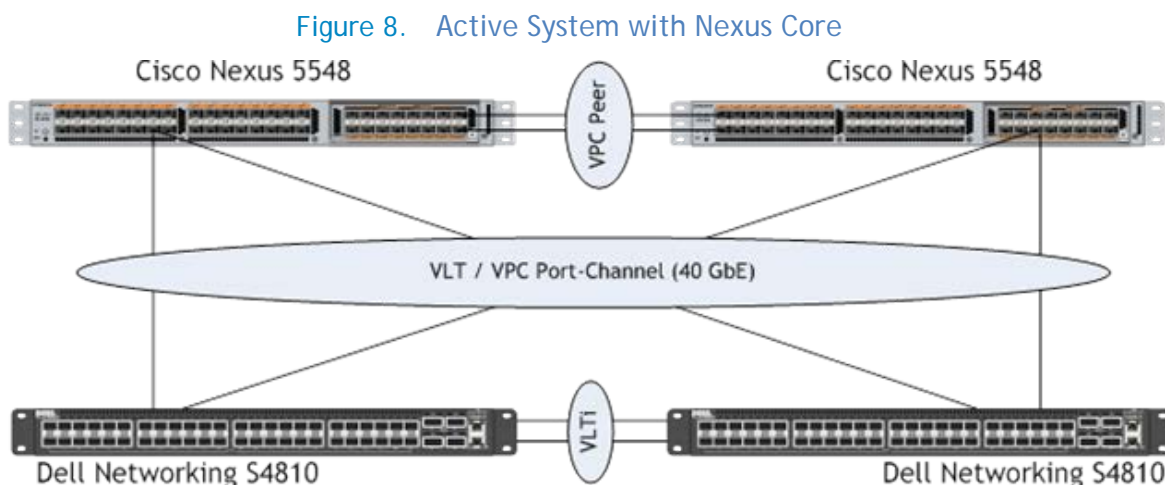 Figure 8. Active System with Nexus Core
Cisco Nexus 5548
Cisco Nexus 5548
VPC Peer
VLT / VPC Port-Channel (40 GbE)
VLTi
Dell Networking S4810
Dell Networking S4810